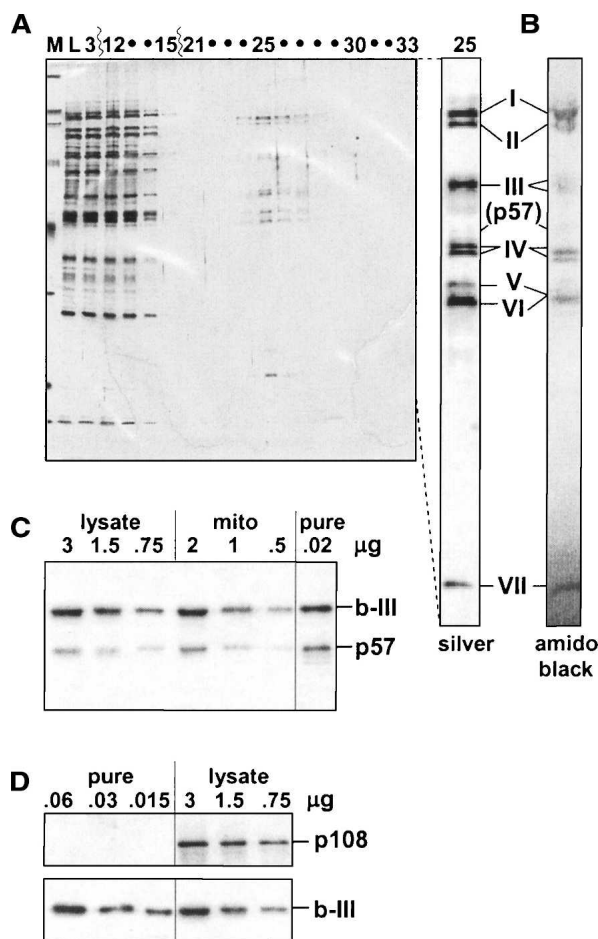 A
B
M L 3 12 • • 15 21 • • • 25 • • • • 30 • • 33
25
I
II
III
(p57)
IV
V
VI
VII
silver
amido
black
C
lysate mito pure
3 1.5 .75 2 1 .5 .02 µg
b-III
p57
D
pure lysate
.06 .03 .015 3 1.5 .75 µg
p108
b-III